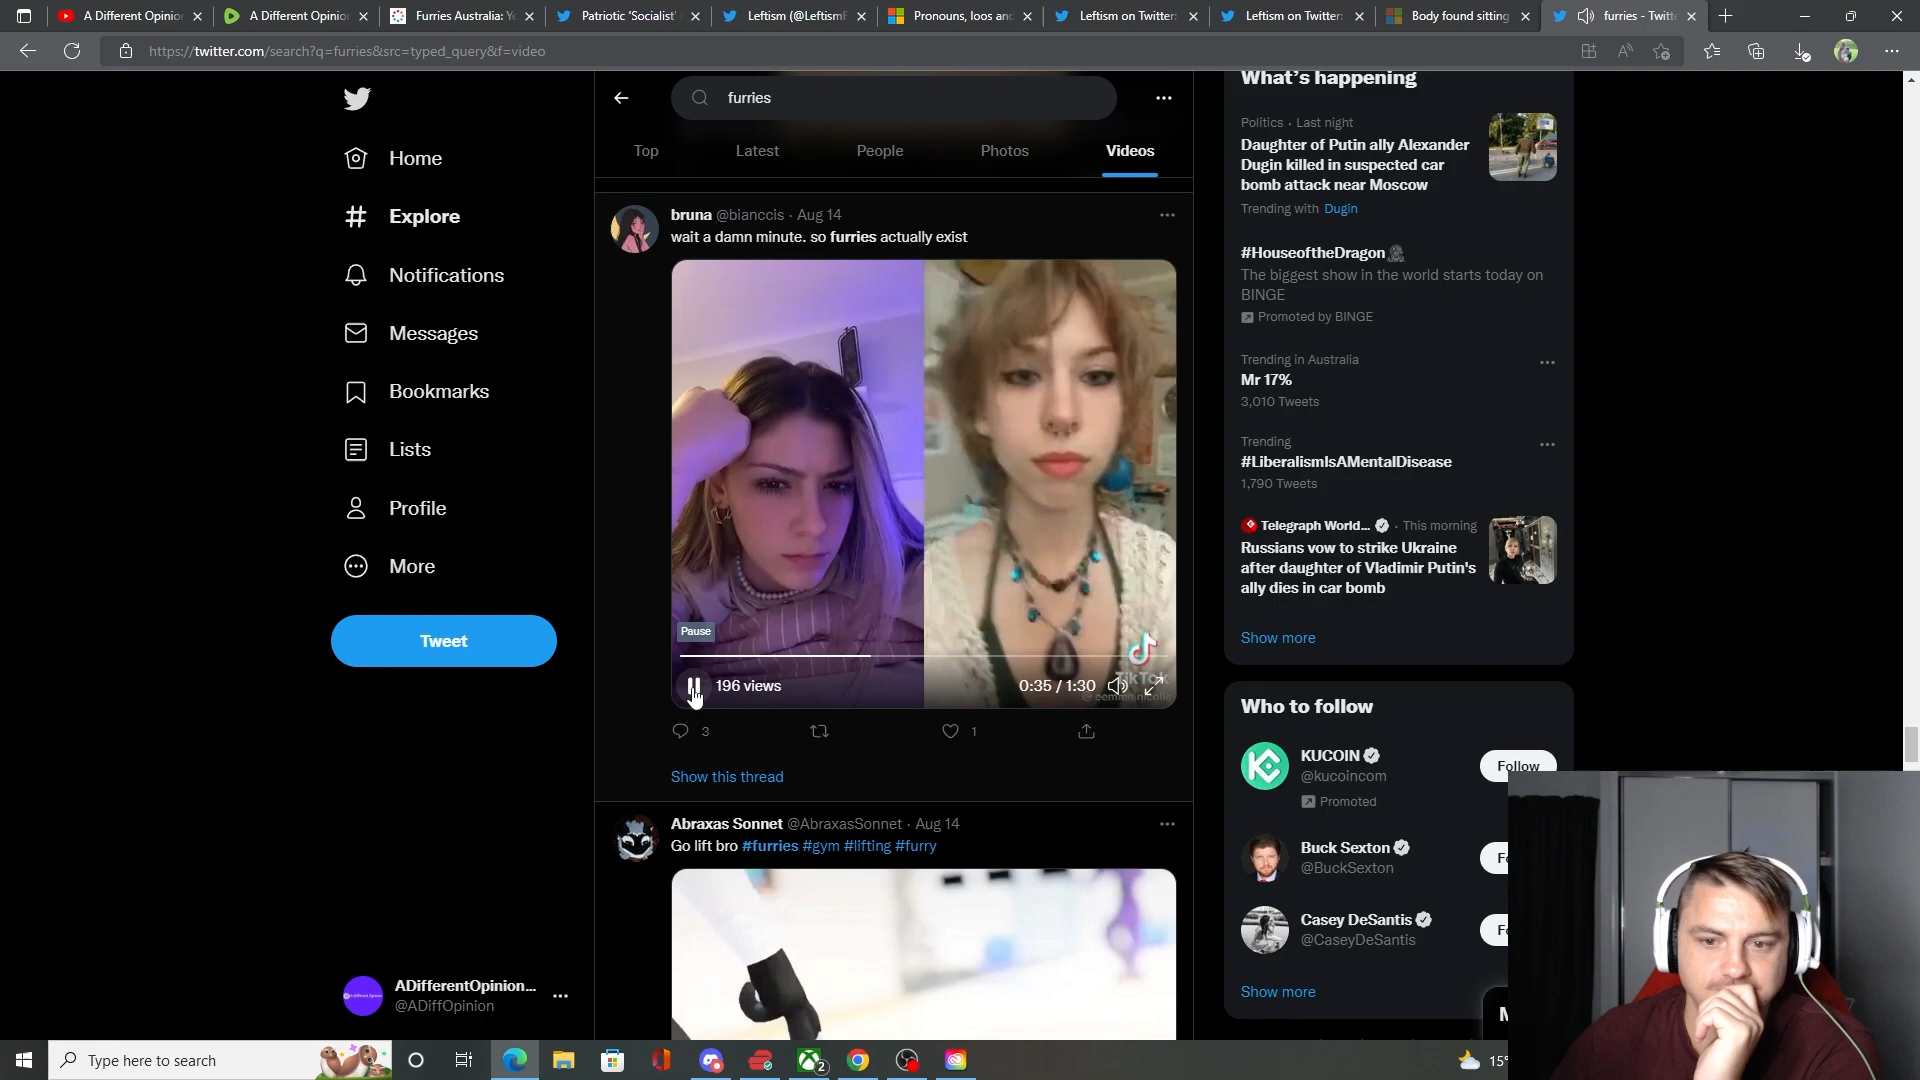 A Different Opinio
A Different Opinio
Furries Australia: Y
Patriotic 'Socialist'
Leftism (@LeftismF
Pronouns, loos and
Leftism on Twitter:
Leftism on Twitter:
Body found sitting
furries - Twitt
https://twitter.com/search?q=furries&src=typed_query&f=video
furries
Top
Latest
People
Photos
Videos
Home
Explore
Notifications
Messages
Bookmarks
Lists
Profile
More
Tweet
ADifferentOpinion...
@ADiffOpinion
bruna @bianccis · Aug 14
wait a damn minute. so furries actually exist
Pause
196 views
0:35 / 1:30
TikTok
3
1
Show this thread
Abraxas Sonnet @AbraxasSonnet · Aug 14
Go lift bro #furries #gym #lifting #furry
What's happening
Politics · Last night
Daughter of Putin ally Alexander
Dugin killed in suspected car
bomb attack near Moscow
Trending with Dugin
#HouseoftheDragon
The biggest show in the world starts today on
BINGE
Promoted by BINGE
Trending in Australia
Mr 17%
3,010 Tweets
Trending
#LiberalismIsAMentalDisease
1,790 Tweets
Telegraph World... · This morning
Russians vow to strike Ukraine
after daughter of Vladimir Putin's
ally dies in car bomb
Show more
Who to follow
KUCOIN
@kucoincom
Promoted
Follow
Buck Sexton
@BuckSexton
Fo
Casey DeSantis
@CaseyDeSantis
Fo
Show more
M
Type here to search
2
15°